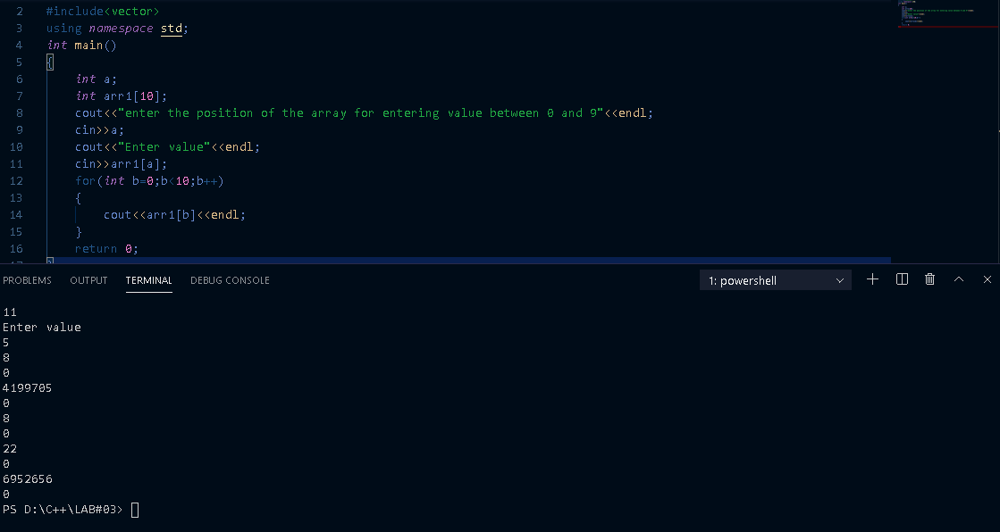 2 #include<vector>
3 using namespace std;
4 int main()
5 {
6 int a;
7 int arr1[10];
8 cout<<"enter the position of the array for entering value between 0 and 9"<<endl;
9 cin>>a;
10 cout<<"Enter value"<<endl;
11 cin>>arr1[a];
12 for(int b=0;b<10;b++)
13 {
14 cout<<arr1[b]<<endl;
15 }
16 return 0;
17 }
PROBLEMS OUTPUT TERMINAL DEBUG CONSOLE 1: powershell
11
Enter value
5
8
0
4199705
0
8
0
22
0
6952656
0
PS D:\C++\LAB#03>